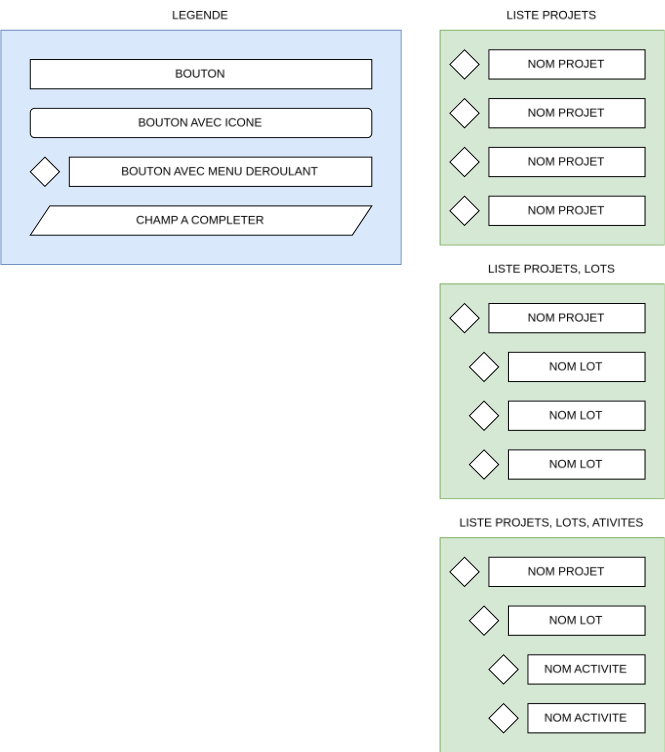 LEGENDE
BOUTON
BOUTON AVEC ICONE
BOUTON AVEC MENU DEROULANT
CHAMP A COMPLETER
LISTE PROJETS
NOM PROJET
NOM PROJET
NOM PROJET
NOM PROJET
LISTE PROJETS, LOTS
NOM PROJET
NOM LOT
NOM LOT
NOM LOT
LISTE PROJETS, LOTS, ATIVITES
NOM PROJET
NOM LOT
NOM ACTIVITE
NOM ACTIVITE